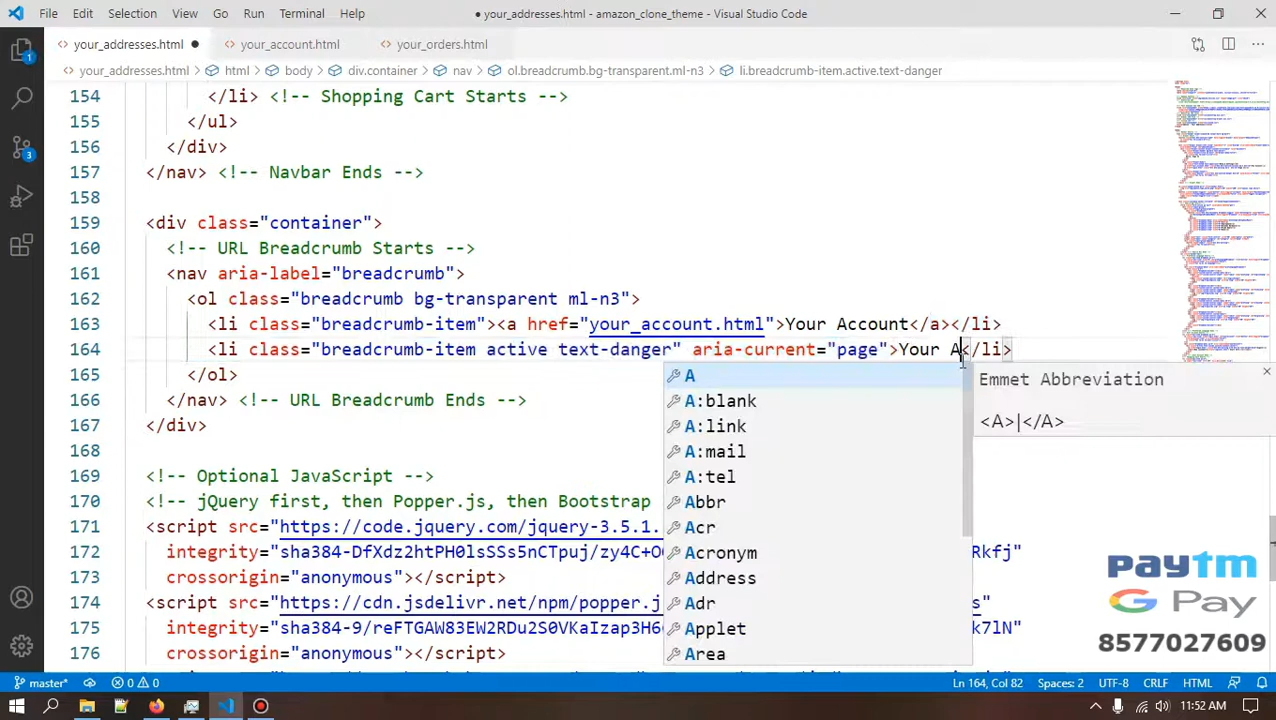 File Edit Selection View Go Run Terminal Help ● your_addresses.html - amazon_clone_theme - Visual Studio Code
<> your_addresses.html ● <> your_account.html <> your_orders.html
<> your_addresses.html > html > body > div.container > nav > ol.breadcrumb.bg-transparent.ml-n3 > li.breadcrumb-item.active.text-danger
154 </li> <!-- Shopping Cart Start -->
155 </ul>
156 </div>
157 </nav> <!-- Navbar Ends -->
158
159 <div class="container">
160 <!-- URL Breadcrumb Starts -->
161 <nav aria-label="breadcrumb">
162 <ol class="breadcrumb bg-transparent ml-n3">
163 <li class="breadcrumb-item"><a href="your_account.html">Your Account</a></li>
164 <li class="breadcrumb-item active text-danger" aria-current="page">Your A</li>
165 </ol>
166 </nav> <!-- URL Breadcrumb Ends -->
167 </div>
168
169 <!-- Optional JavaScript -->
170 <!-- jQuery first, then Popper.js, then Bootstrap
171 <script src="https://code.jquery.com/jquery-3.5.1.
172 integrity="sha384-DfXdz2htPH0lsSSs5nCTpuj/zy4C+O Rkfj"
173 crossorigin="anonymous"></script>
174 <script src="https://cdn.jsdelivr.net/npm/popper.j s"
175 integrity="sha384-9/reFTGAW83EW2RDu2S0VKaIzap3H6 k7lN"
176 crossorigin="anonymous"></script>
A
A:blank
A:link
A:mail
A:tel
Abbr
Acr
Acronym
Address
Adr
Applet
Area
Emmet Abbreviation
<A>|</A>
paytm
G Pay
8577027609
1
3
master* 0 0 Ln 164, Col 82 Spaces: 2 UTF-8 CRLF HTML
11:52 AM